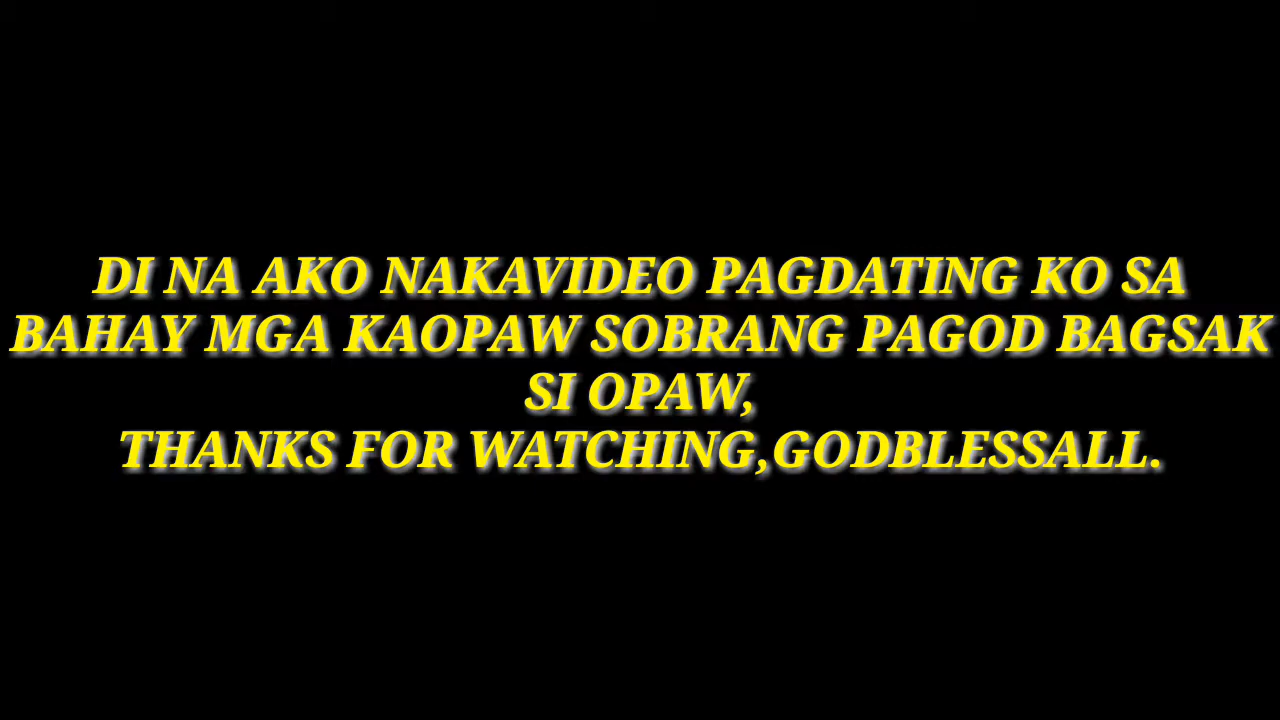 DI NA AKO NAKAVIDEO PAGDATING KO SA
BAHAY MGA KAOPAW SOBRANG PAGOD BAGSAK
SI OPAW,
THANKS FOR WATCHING,GODBLESSALL.